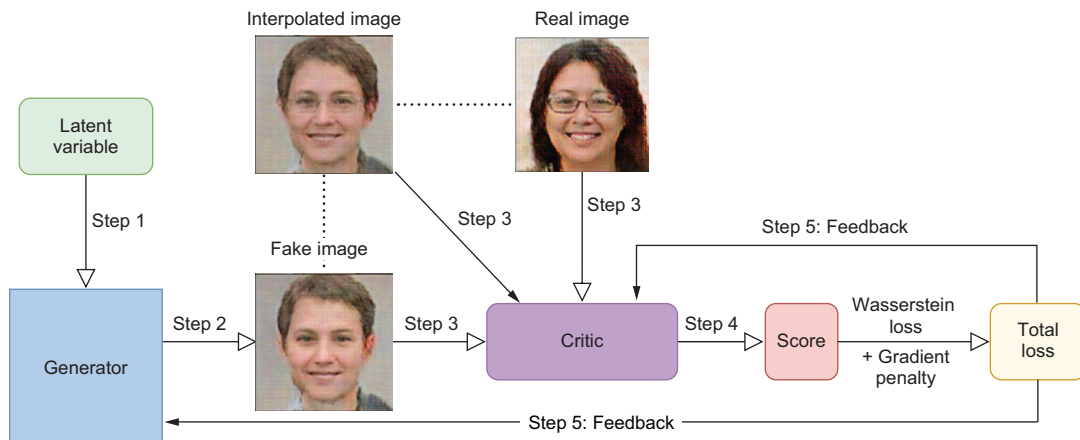 Interpolated image
Real image
Latent
variable
Step 1
Step 3
Step 3
Fake image
Step 5: Feedback
Generator
Step 2
Step 3
Critic
Step 4
Score
Wasserstein
loss
+ Gradient
penalty
Total
loss
Step 5: Feedback